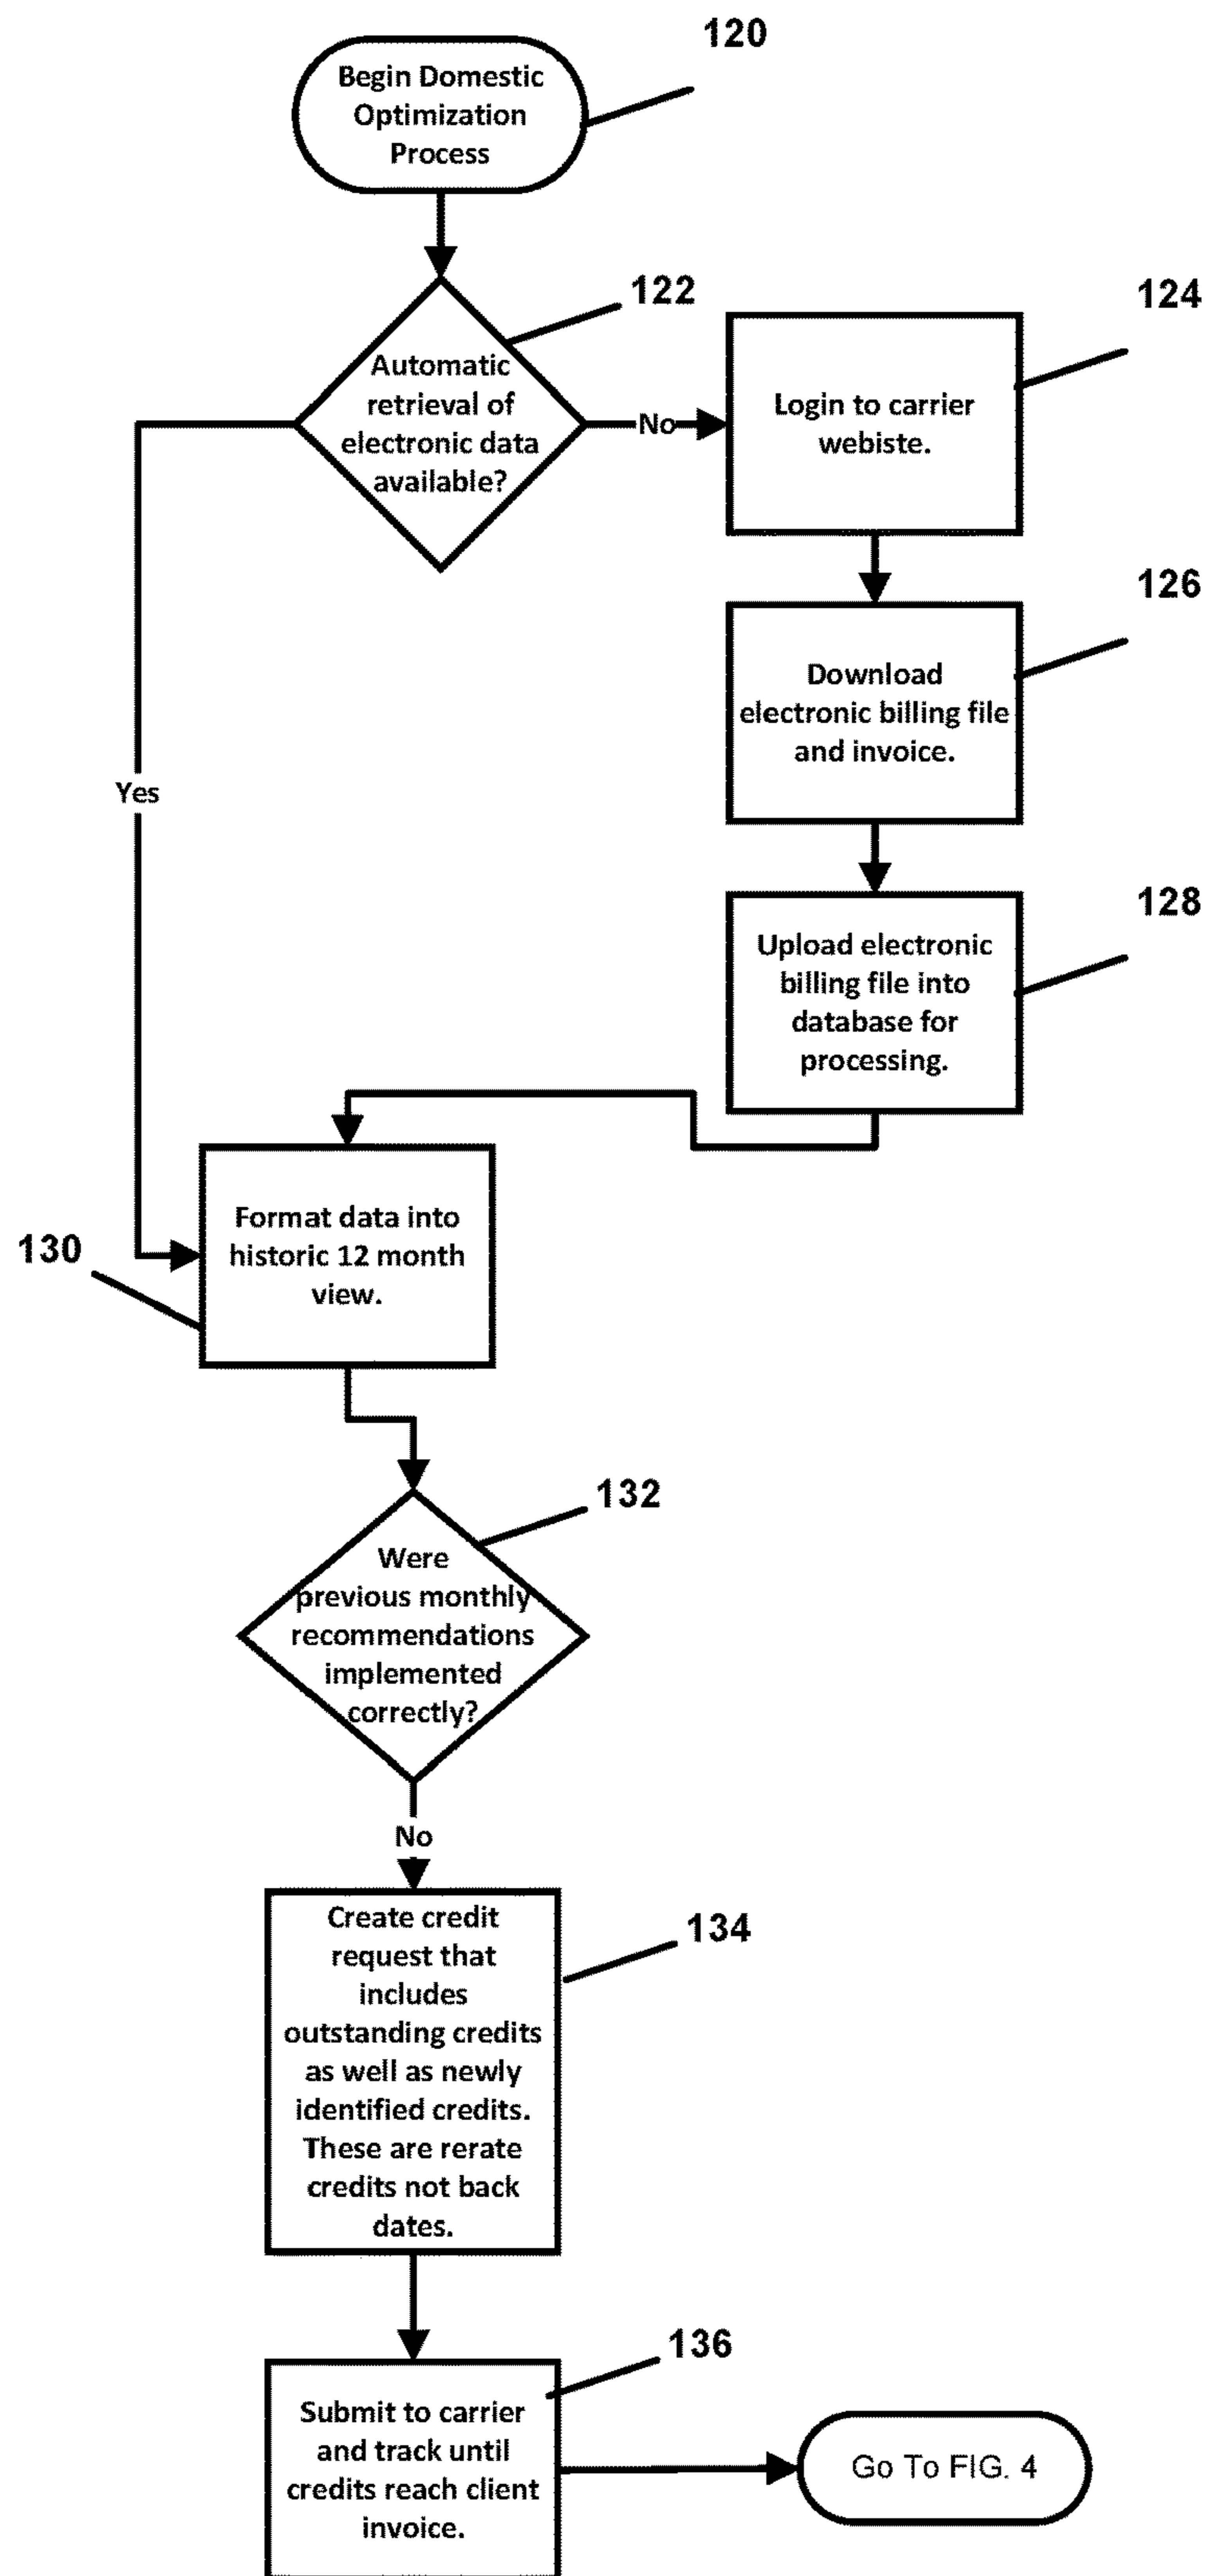 120
Begin Domestic
Optimization
Process
122
Automatic
retrieval of
electronic data
available?
No
124
Login to carrier
webiste.
126
Download
electronic billing file
and invoice.
128
Upload electronic
billing file into
database for
processing.
Yes
130
Format data into
historic 12 month
view.
132
Were
previous monthly
recommendations
implemented
correctly?
No
134
Create credit
request that
includes
outstanding credits
as well as newly
identified credits.
These are rerate
credits not back
dates.
136
Submit to carrier
and track until
credits reach client
invoice.
Go To FIG. 4